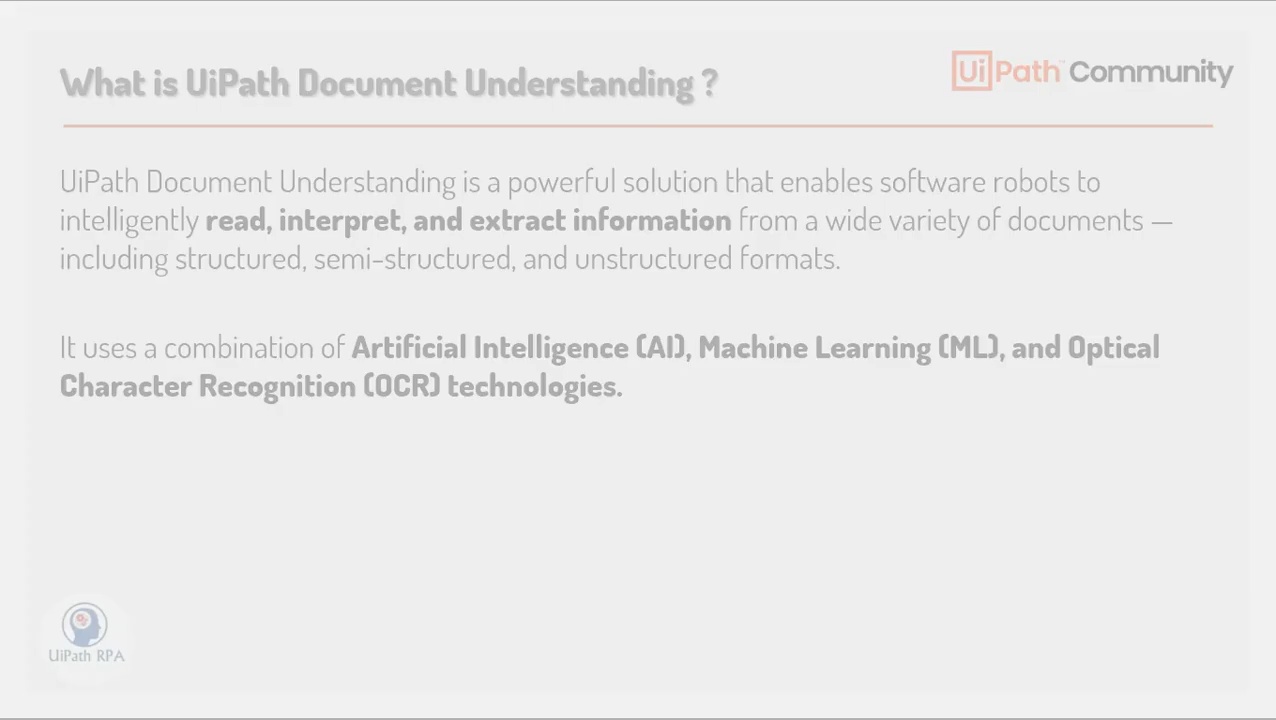 What is UiPath Document Understanding ?
UiPath Community
UiPath Document Understanding is a powerful solution that enables software robots to
intelligently read, interpret, and extract information from a wide variety of documents —
including structured, semi-structured, and unstructured formats.
It uses a combination of Artificial Intelligence (AI), Machine Learning (ML), and Optical
Character Recognition (OCR) technologies.
UiPath RPA